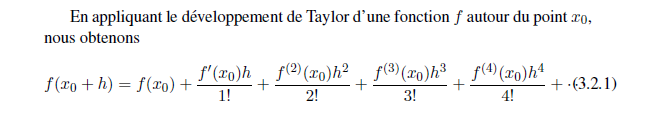 En appliquant le développement de Taylor d'une fonction f autour du point x₀,
nous obtenons
f(x₀ + h) = f(x₀) + f′(x₀)h/1! + f⁽²⁾(x₀)h²/2! + f⁽³⁾(x₀)h³/3! + f⁽⁴⁾(x₀)h⁴/4! + ·(3.2.1)